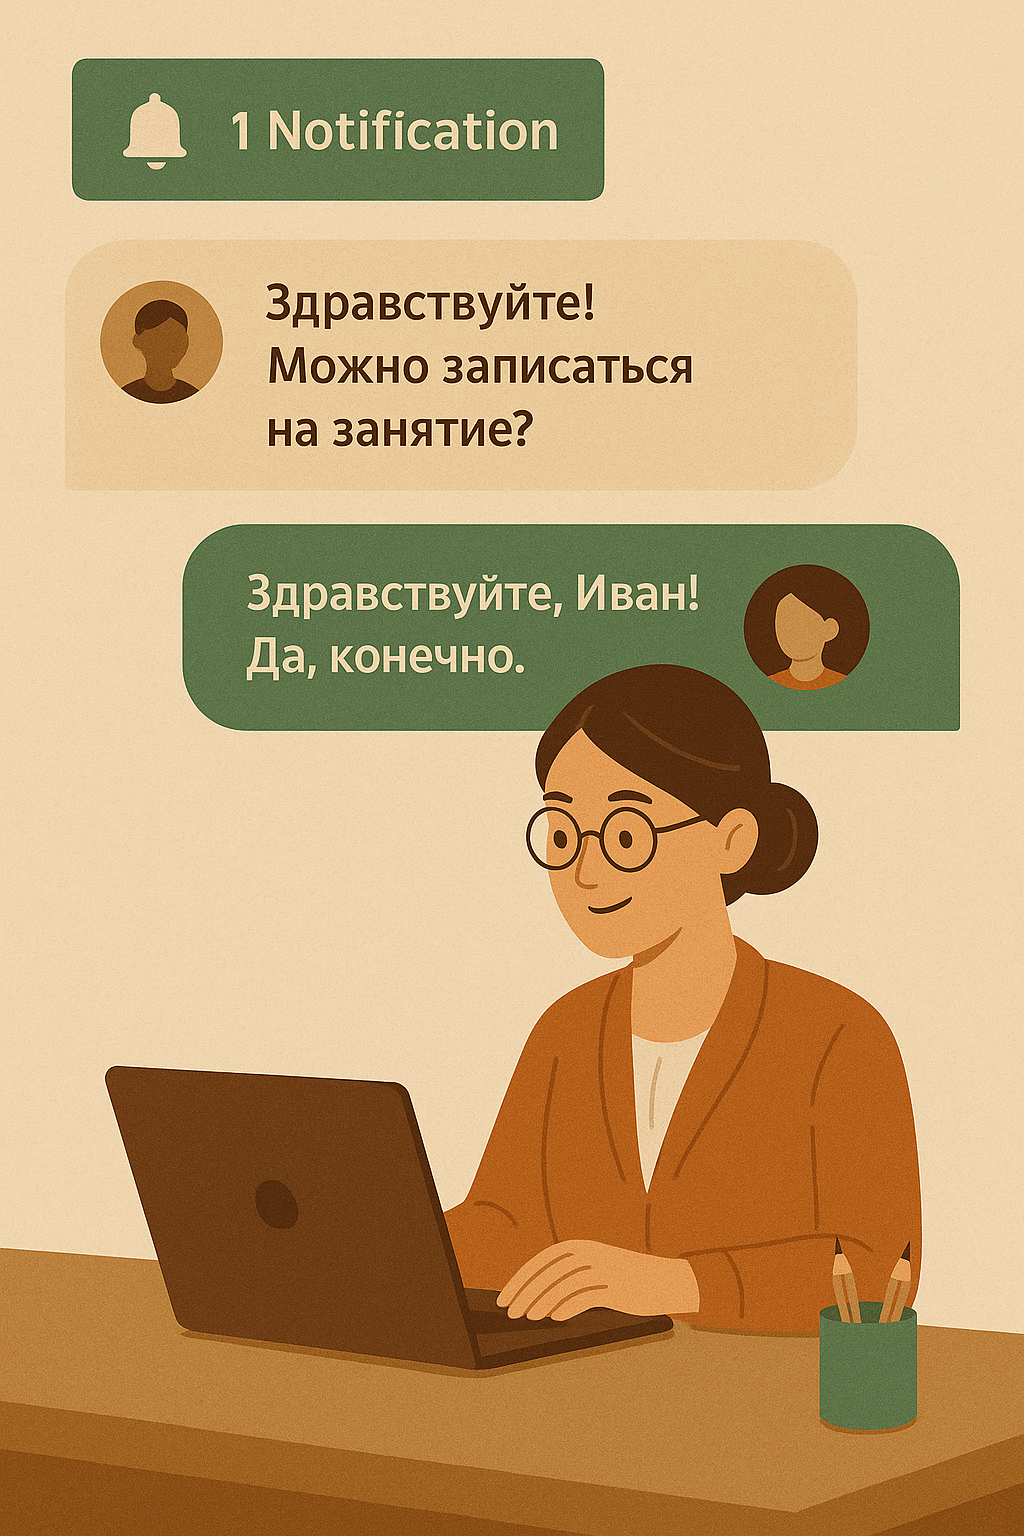 1 Notification
Здравствуйте!
Можно записаться
на занятие?
Здравствуйте, Иван!
Да, конечно.